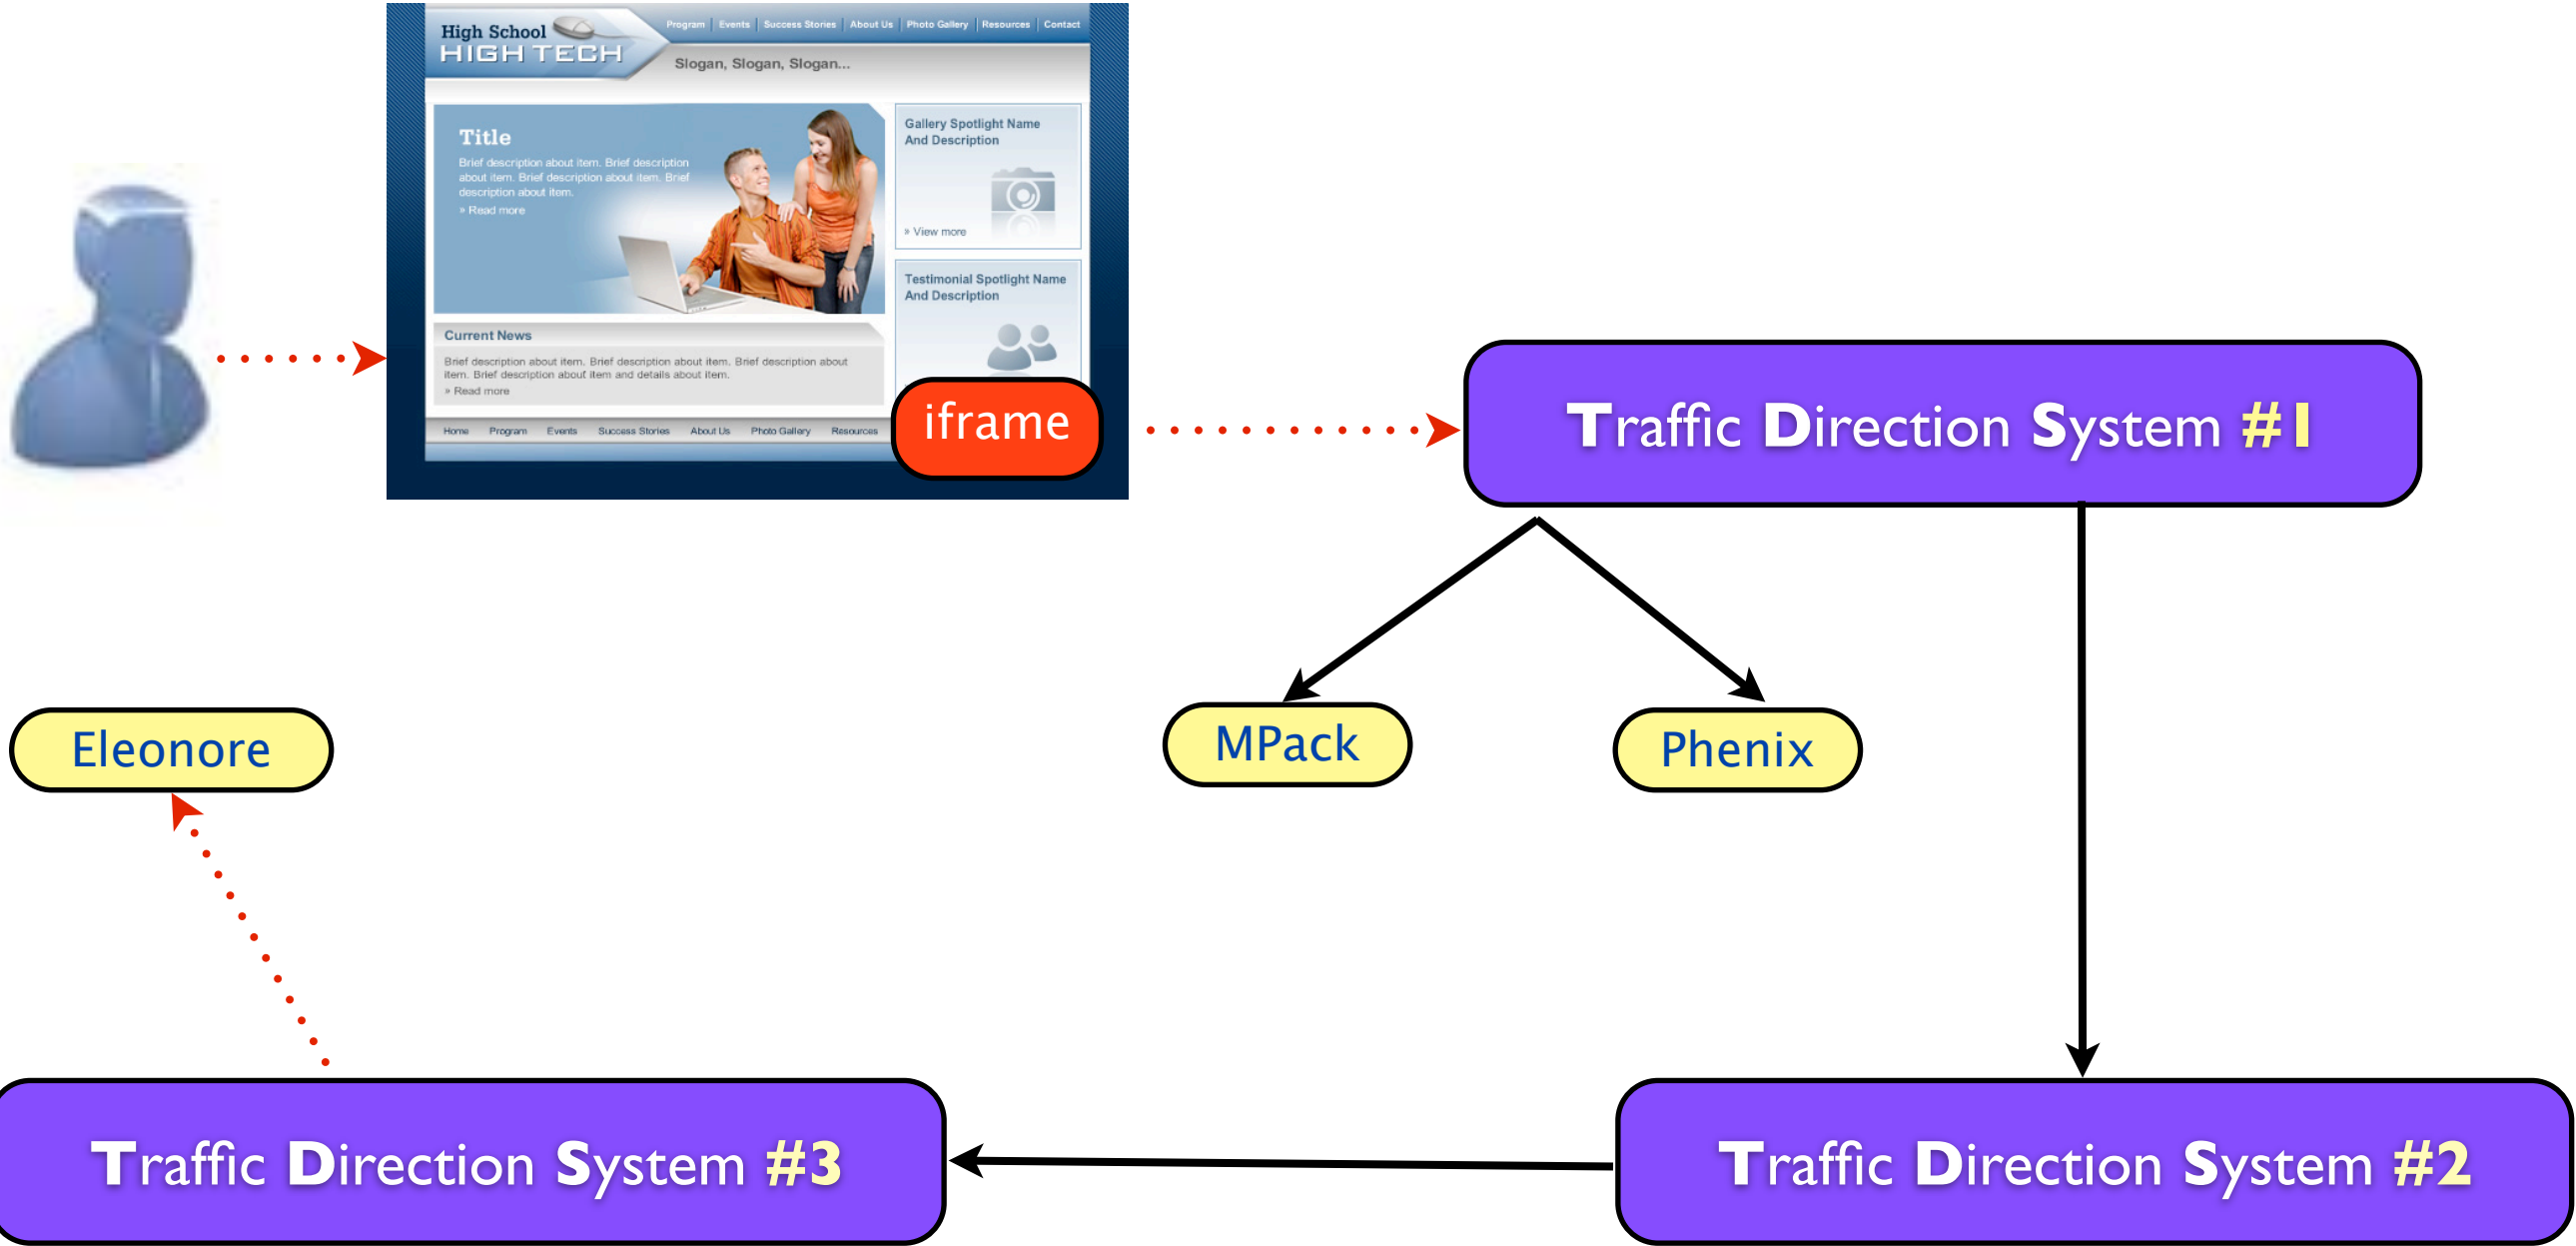 High School
HIGH TECH
Program
Events
Success Stories
About Us
Photo Gallery
Resources
Contact
Slogan, Slogan, Slogan...
Title
Brief description about item. Brief description
about item. Brief description about item. Brief
description about item.
» Read more
Gallery Spotlight Name
And Description
» View more
Testimonial Spotlight Name
And Description
Current News
Brief description about item. Brief description about item. Brief description about
item. Brief description about item and details about item.
» Read more
Home
Program
Events
Success Stories
About Us
Photo Gallery
Resources
iframe
Traffic Direction System #1
Eleonore
MPack
Phenix
Traffic Direction System #3
Traffic Direction System #2